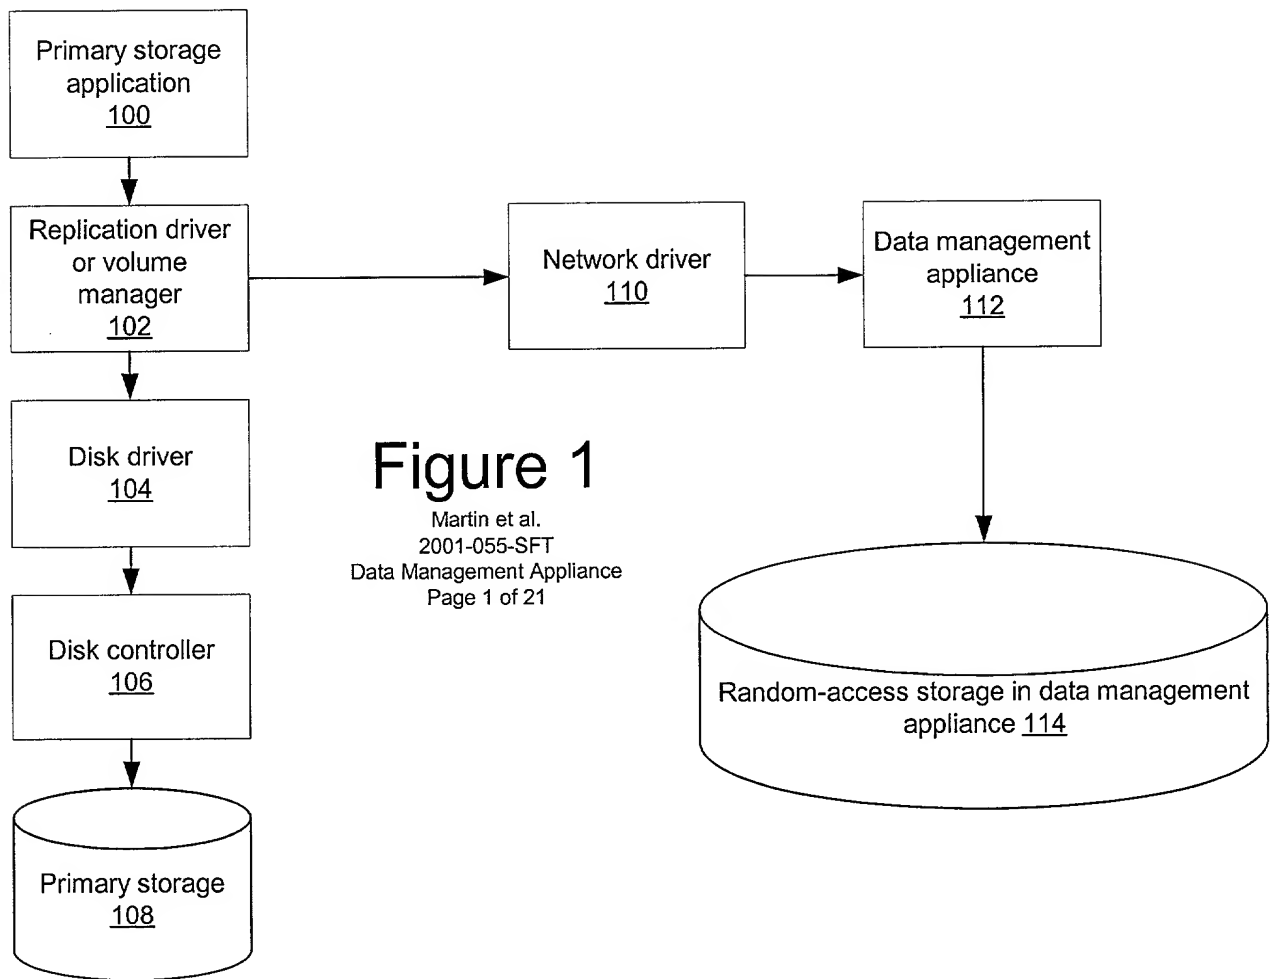 Primary storage
application
100
Replication driver
or volume
manager
102
Network driver
110
Data management
appliance
112
Disk driver
104
Figure 1
Martin et al.
2001-055-SFT
Data Management Appliance
Page 1 of 21
Disk controller
106
Random-access storage in data management
appliance 114
Primary storage
108